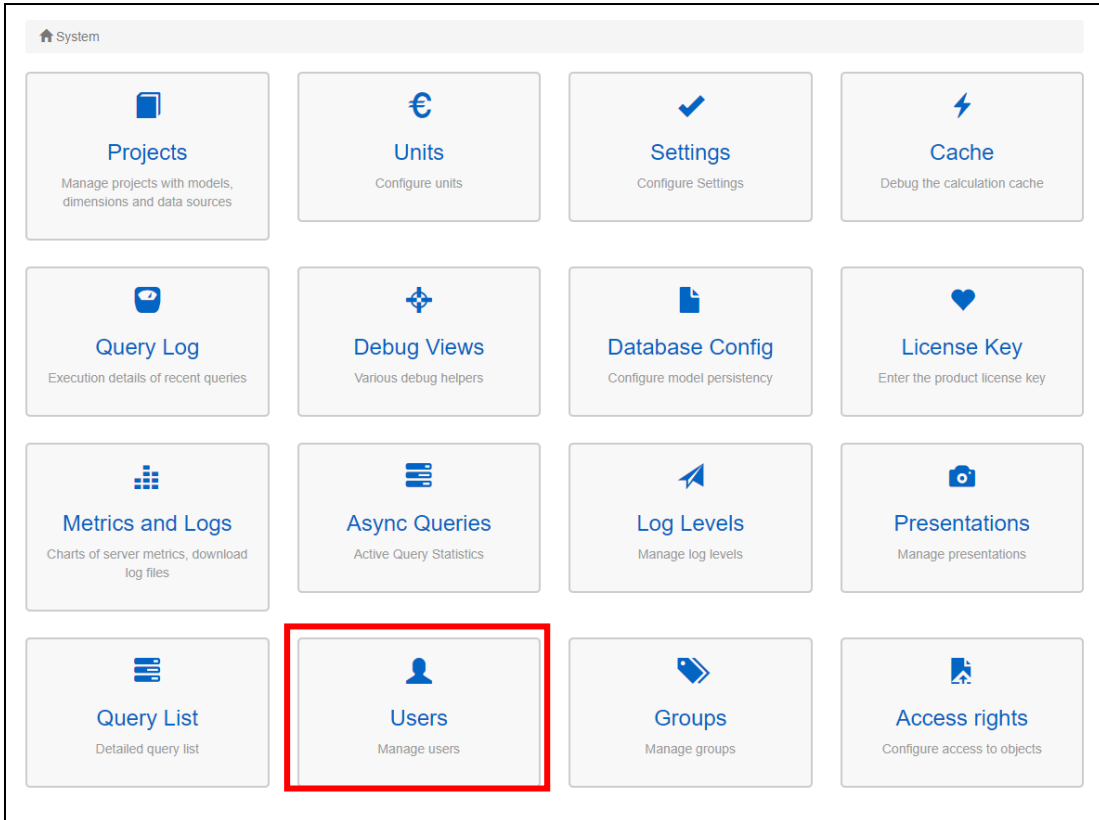 System
Projects
Manage projects with models,
dimensions and data sources
Units
Configure units
Settings
Configure Settings
Cache
Debug the calculation cache
Query Log
Execution details of recent queries
Debug Views
Various debug helpers
Database Config
Configure model persistency
License Key
Enter the product license key
Metrics and Logs
Charts of server metrics, download
log files
Async Queries
Active Query Statistics
Log Levels
Manage log levels
Presentations
Manage presentations
Query List
Detailed query list
Users
Manage users
Groups
Manage groups
Access rights
Configure access to objects